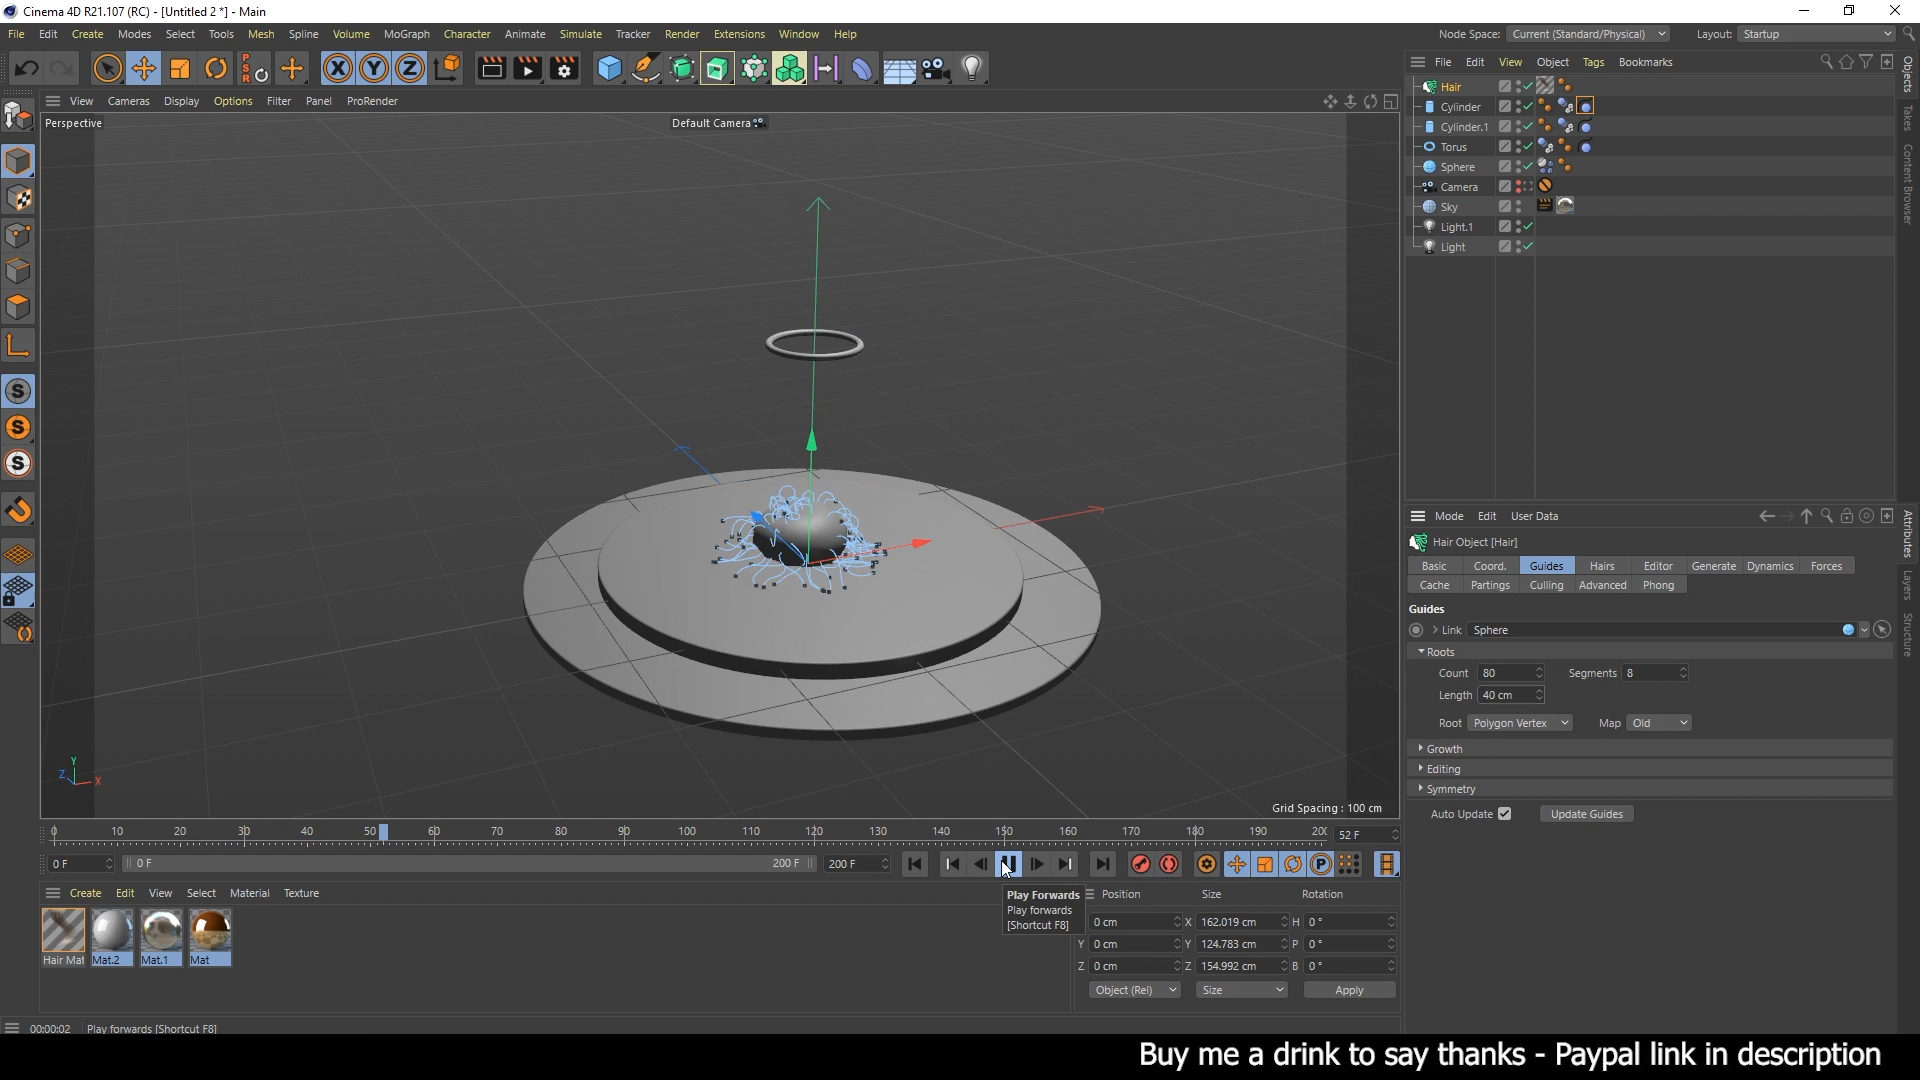 Cinema 4D R21.107 (RC) - [Untitled 2 *] - Main
File Edit Create Modes Select Tools Mesh Spline Volume MoGraph Character Animate Simulate Tracker Render Extensions Window Help
Node Space: Current (Standard/Physical) Layout: Startup
PSR X Y Z
File Edit View Object Tags Bookmarks
View Cameras Display Options Filter Panel ProRender
Perspective
Default Camera
Hair
Cylinder
Cylinder.1
Torus
Sphere
Camera
Sky
Light.1
Light
Objects
Takes
Content Browser
S
S
S
Mode Edit User Data
Hair Object [Hair]
Basic Coord. Guides Hairs Editor Generate Dynamics Forces
Cache Partings Culling Advanced Phong
Guides
Link Sphere
Roots
Count 80 Segments 8
Length 40 cm
Root Polygon Vertex Map Old
Growth
Editing
Symmetry
Auto Update Update Guides
Attributes
Layers
Structure
Y
Z X
Grid Spacing : 100 cm
0 10 20 30 40 50 60 70 80 90 100 110 120 130 140 150 160 170 180 190 200 52 F
0 F 0 F 200 F 200 F P
Create Edit View Select Material Texture
Play Forwards
Play forwards
[Shortcut F8]
Position Size Rotation
0 cm X 162.019 cm H 0 °
Y 0 cm Y 124.783 cm P 0 °
Z 0 cm Z 154.992 cm B 0 °
Object (Rel) Size Apply
Hair Mat Mat.2 Mat.1 Mat
00:00:02 Play forwards [Shortcut F8]
Buy me a drink to say thanks - Paypal link in description